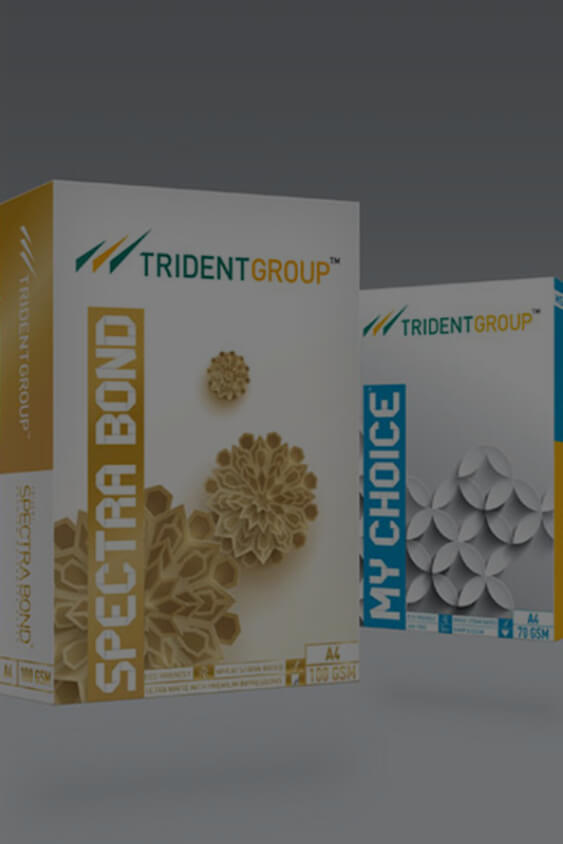 TRIDENTGROUP™
SPECTRA BOND
A4
100 GSM
TRIDENTGROUP
SPECTRA BOND
A4
100 GSM
TRIDENTGROUP™
MY CHOICE
A4
70 GSM